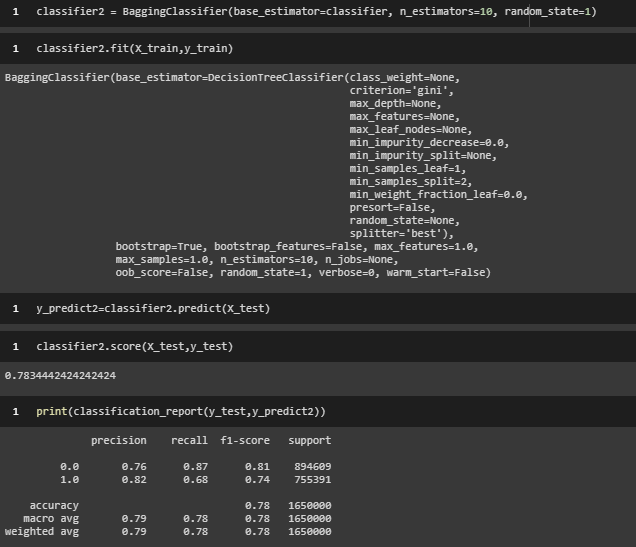 1 classifier2 = BaggingClassifier(base_estimator=classifier, n_estimators=10, random_state=1)
1 classifier2.fit(X_train,y_train)
BaggingClassifier(base_estimator=DecisionTreeClassifier(class_weight=None,
criterion='gini',
max_depth=None,
max_features=None,
max_leaf_nodes=None,
min_impurity_decrease=0.0,
min_impurity_split=None,
min_samples_leaf=1,
min_samples_split=2,
min_weight_fraction_leaf=0.0,
presort=False,
random_state=None,
splitter='best'),
bootstrap=True, bootstrap_features=False, max_features=1.0,
max_samples=1.0, n_estimators=10, n_jobs=None,
oob_score=False, random_state=1, verbose=0, warm_start=False)
1 y_predict2=classifier2.predict(X_test)
1 classifier2.score(X_test,y_test)
0.7834442424242424
1 print(classification_report(y_test,y_predict2))
precision recall f1-score support
0.0 0.76 0.87 0.81 894609
1.0 0.82 0.68 0.74 755391
accuracy 0.78 1650000
macro avg 0.79 0.78 0.78 1650000
weighted avg 0.79 0.78 0.78 1650000